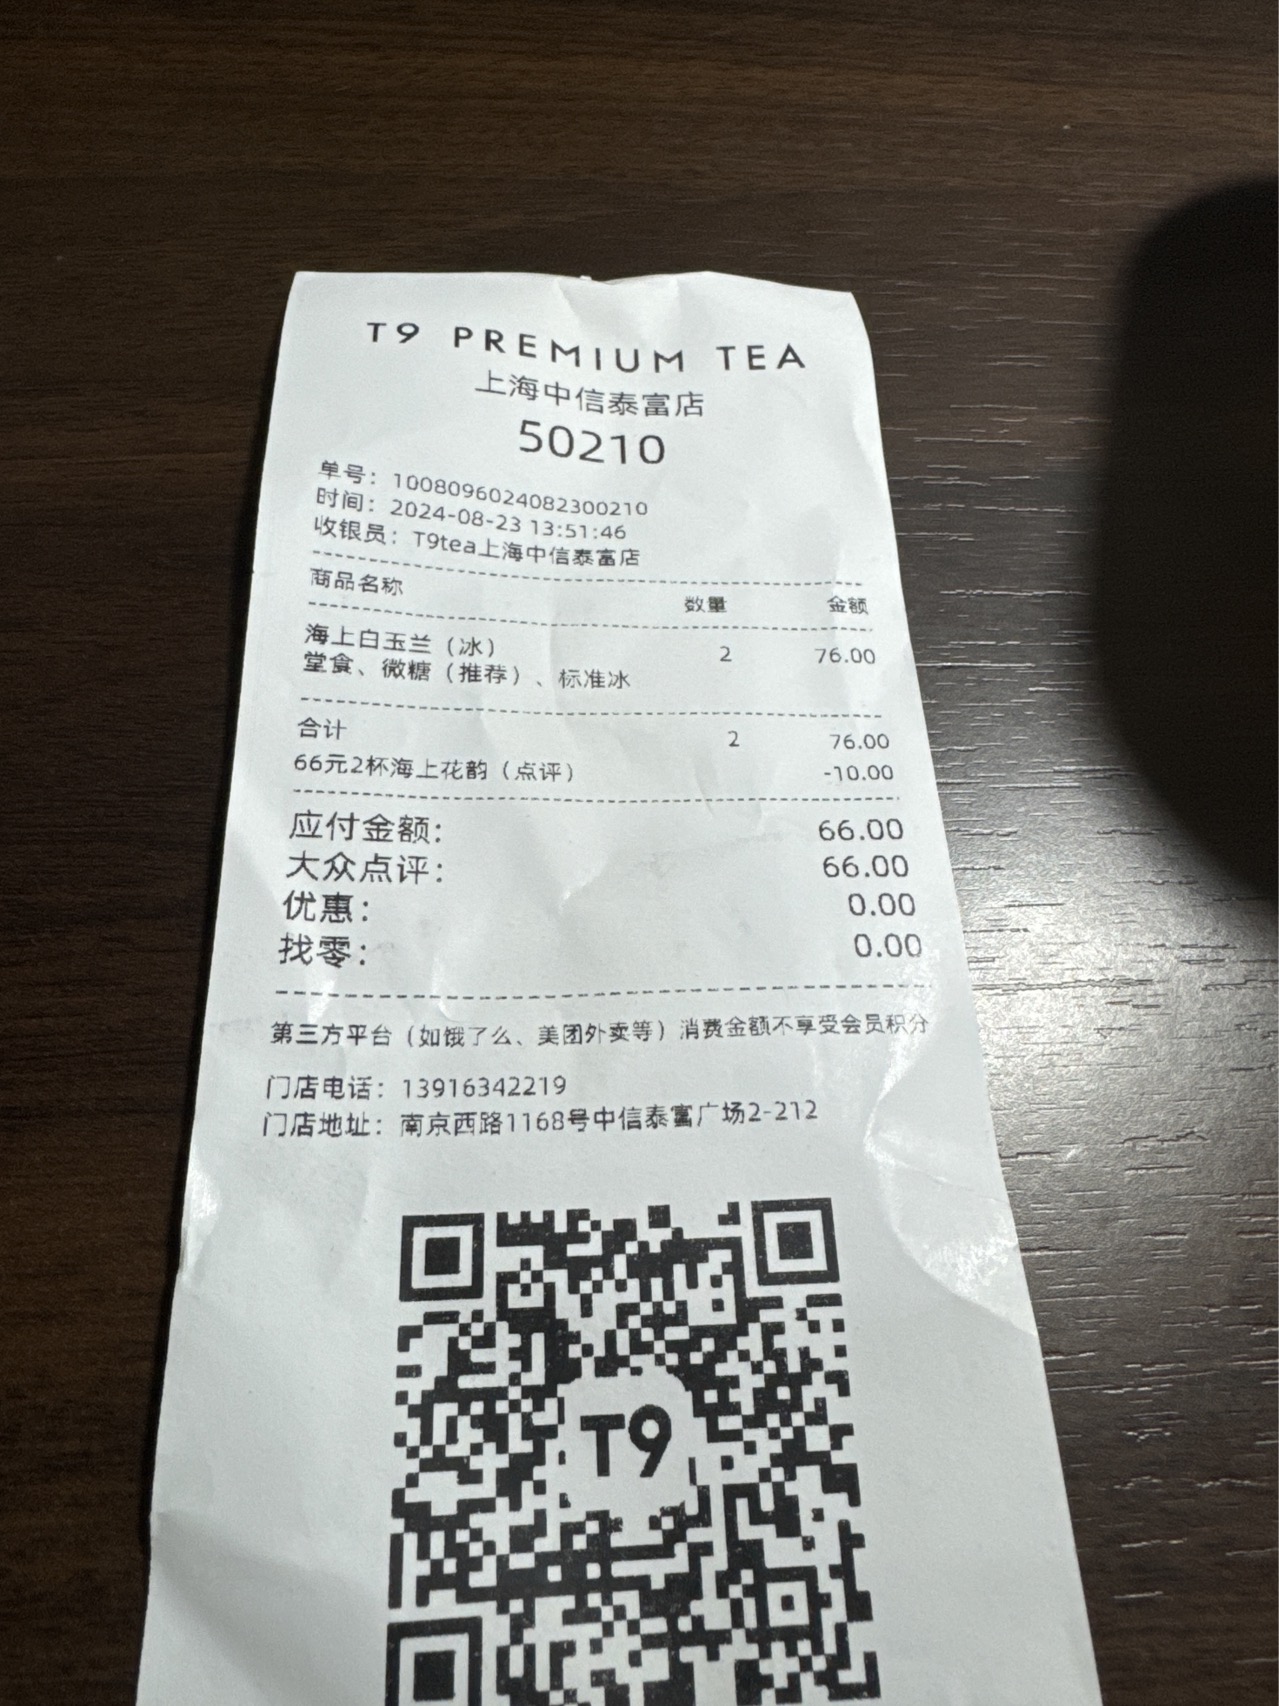 T9 PREMIUM TEA
上海中信泰富店
50210
单号：1008096024082300210
时间：2024-08-23 13:51:46
收银员：T9tea上海中信泰富店
商品名称 数量 金额
海上白玉兰（冰） 2 76.00
堂食、微糖（推荐）、标准冰
合计 2 76.00
66元2杯海上花韵（点评） -10.00
应付金额： 66.00
大众点评： 66.00
优惠： 0.00
找零： 0.00
第三方平台（如饿了么、美团外卖等）消费金额不享受会员积分
门店电话：13916342219
门店地址：南京西路1168号中信泰富广场2-212
T9